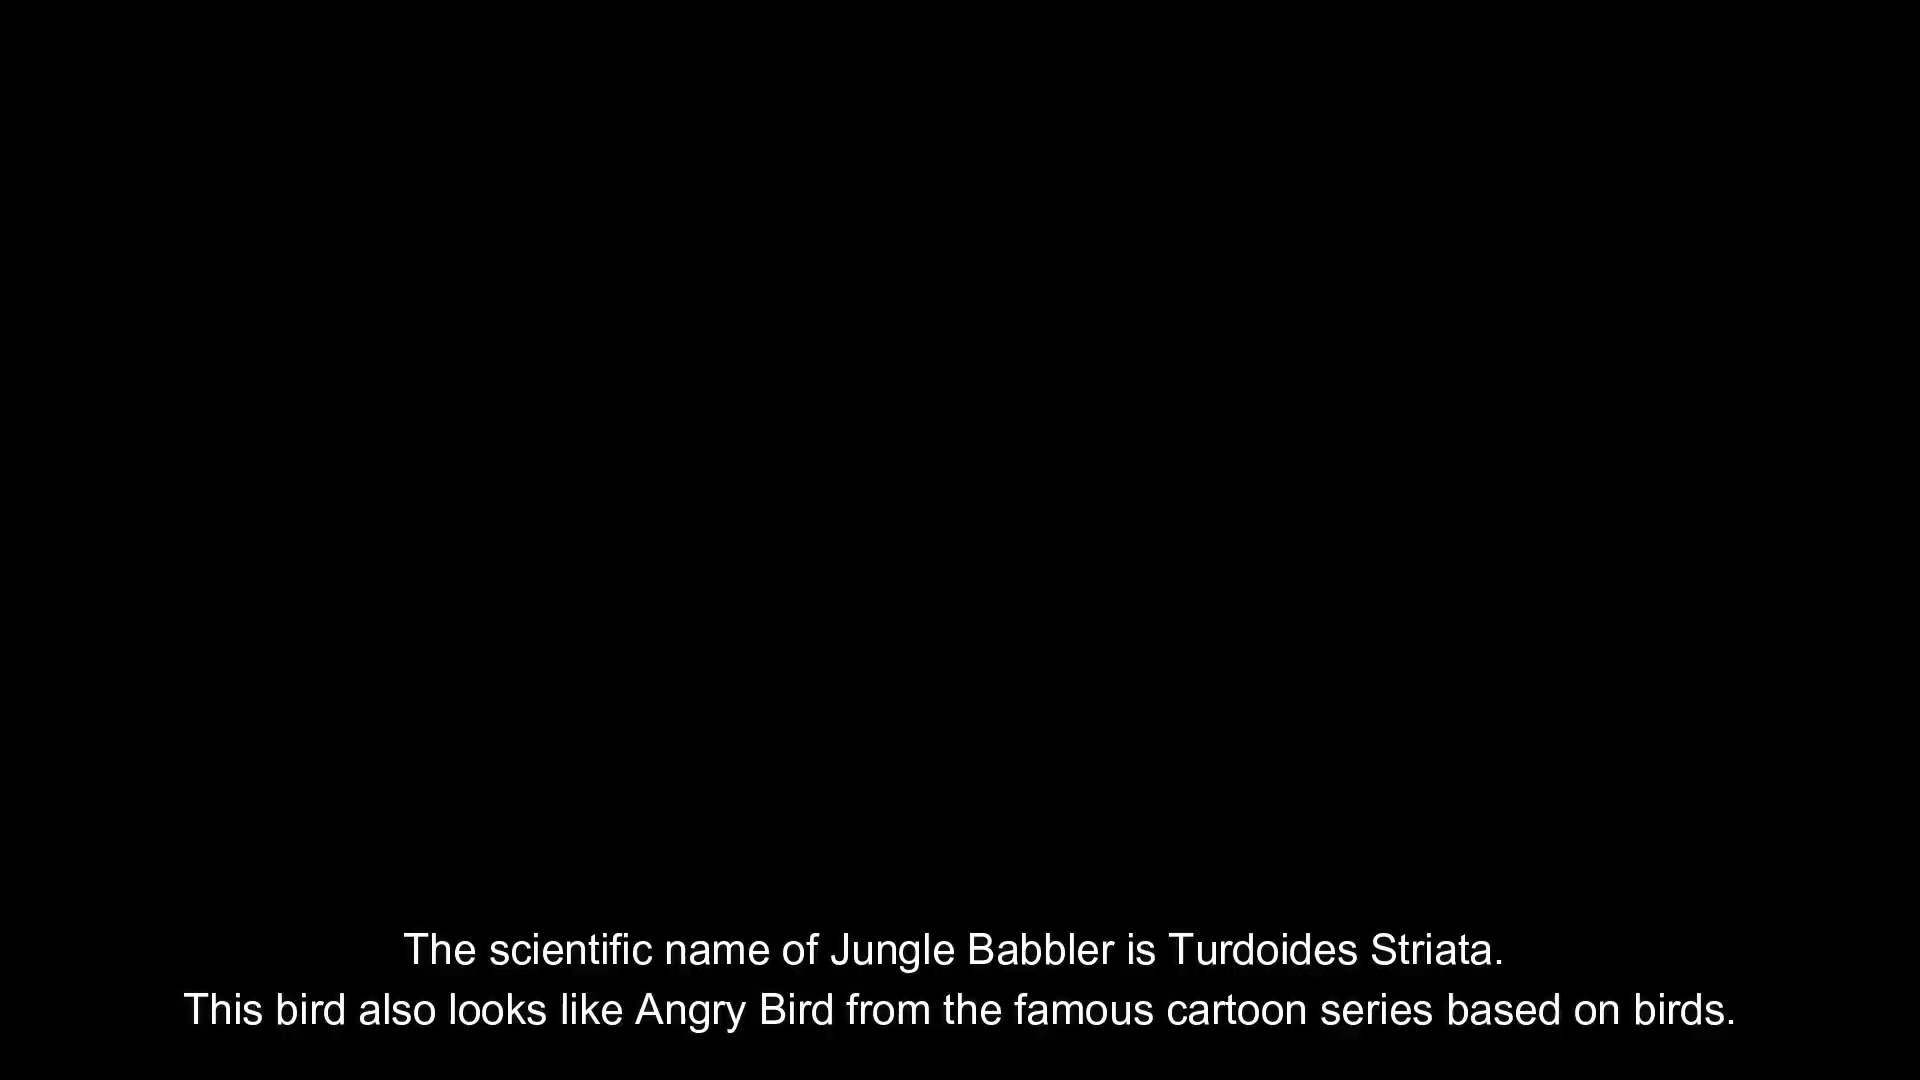 The scientific name of Jungle Babbler is Turdoides Striata.
This bird also looks like Angry Bird from the famous cartoon series based on birds.